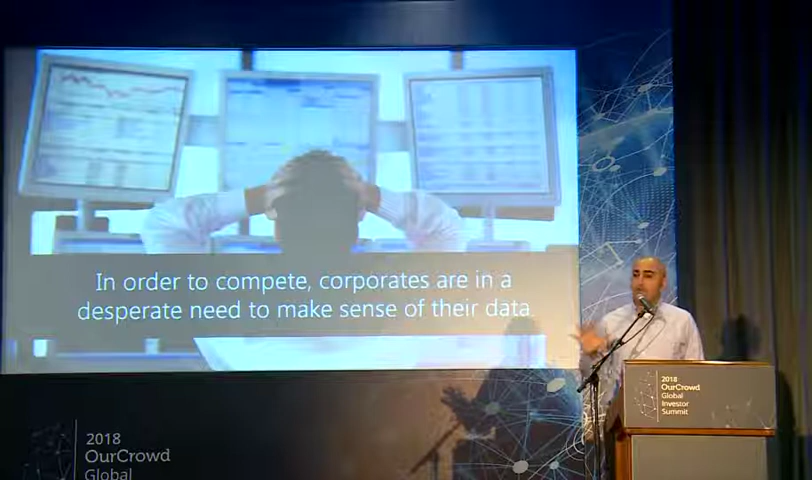 In order to compete, corporates are in a
desperate need to make sense of their data.
2018
OurCrowd
Global
Investor
Summit
2018
OurCrowd
Global